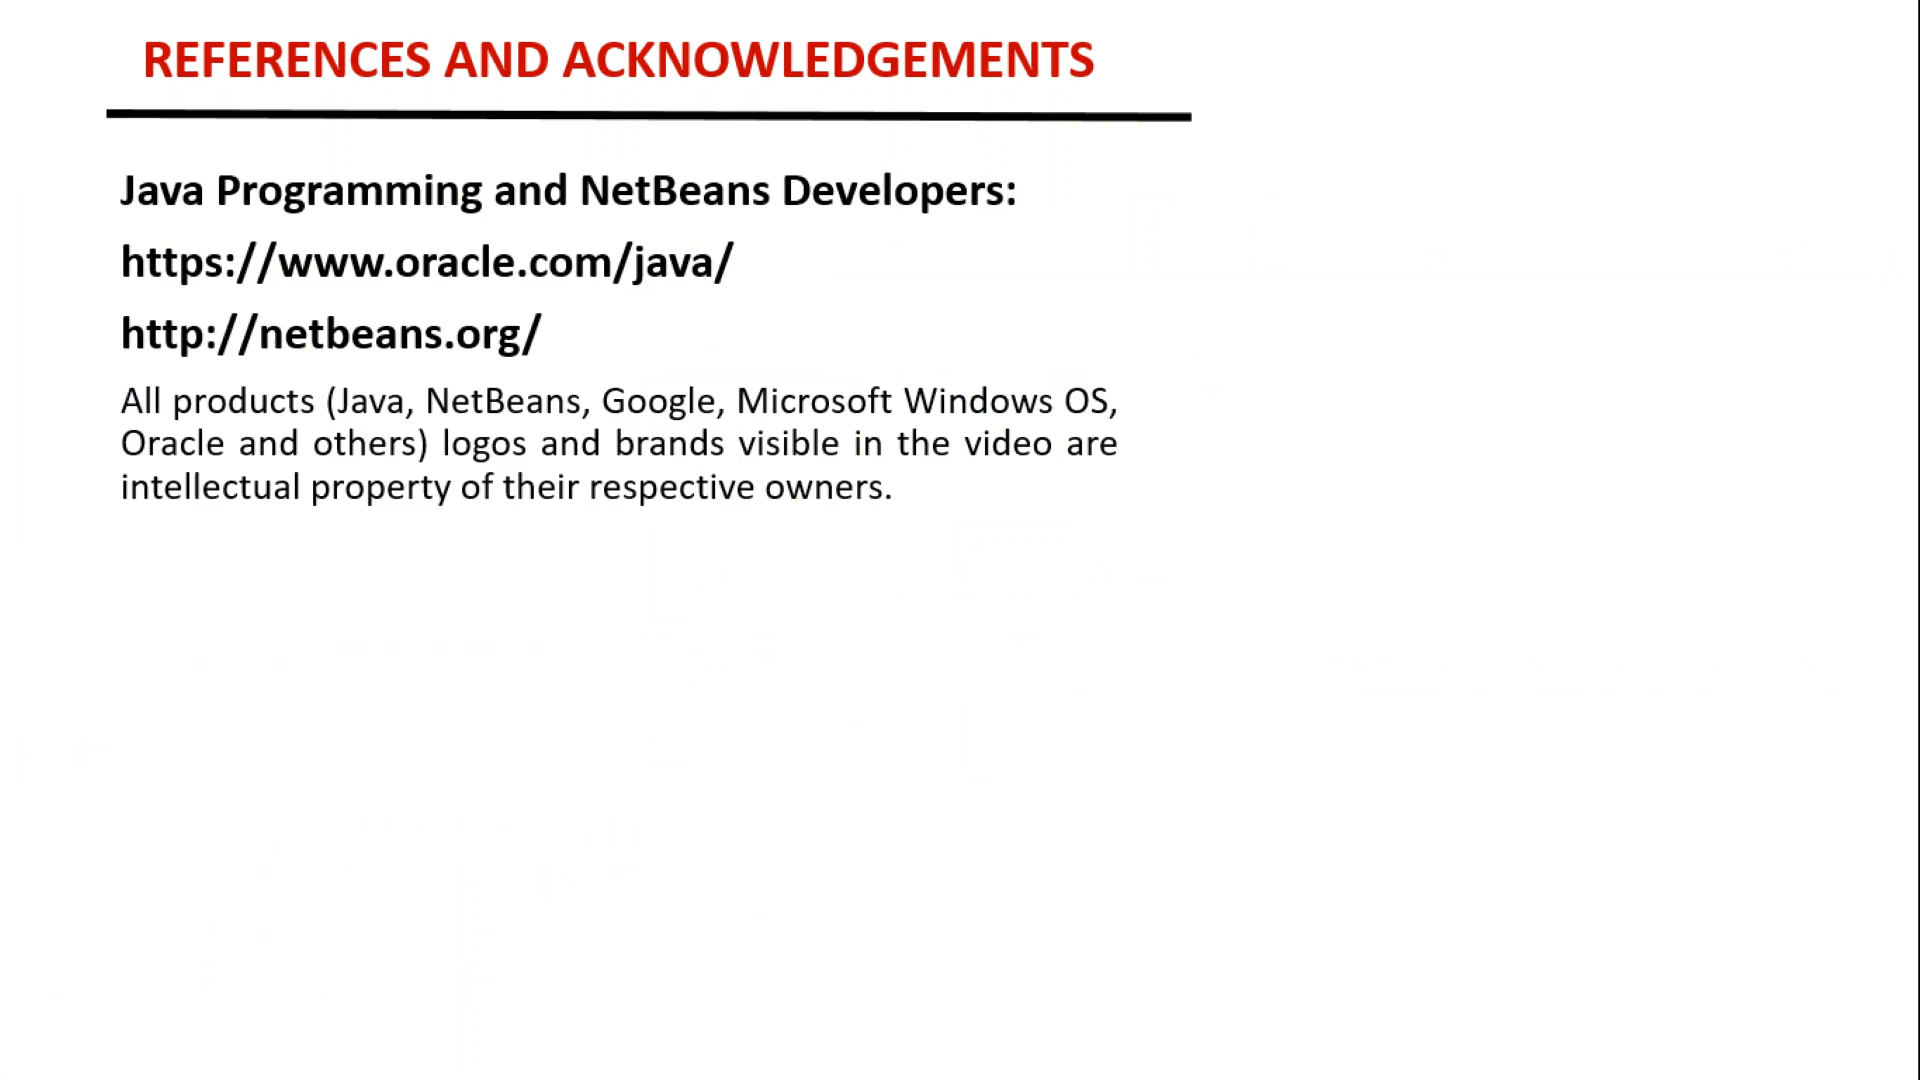 REFERENCES AND ACKNOWLEDGEMENTS
Java Programming and NetBeans Developers:
https://www.oracle.com/java/
http://netbeans.org/
All products (Java, NetBeans, Google, Microsoft Windows OS,
Oracle and others) logos and brands visible in the video are
intellectual property of their respective owners.